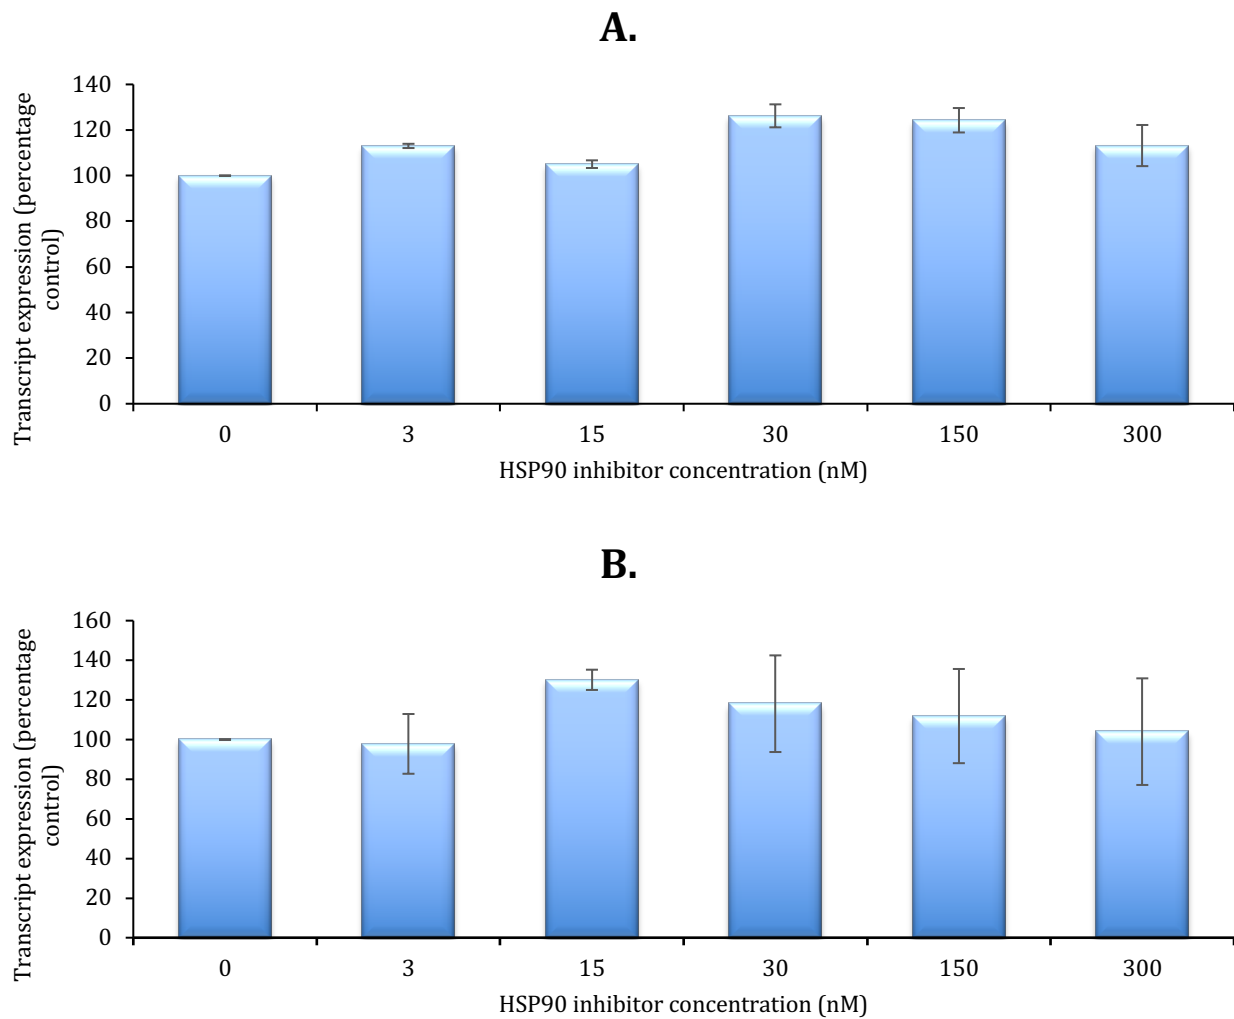 A.
Transcript expression (percentage
control)
140
120
100
80
60
40
20
0
0 3 15 30 150 300
HSP90 inhibitor concentration (nM)
B.
Transcript expression (percentage
control)
160
140
120
100
80
60
40
20
0
0 3 15 30 150 300
HSP90 inhibitor concentration (nM)